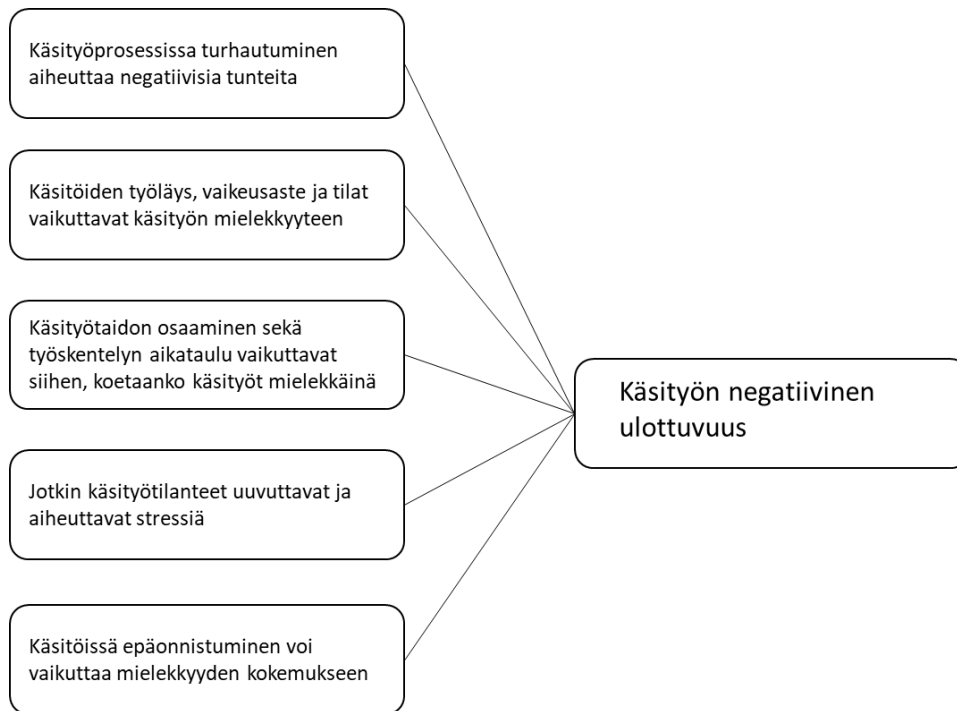 Käsityöprosessissa turhautuminen
aiheuttaa negatiivisia tunteita
Käsitöiden työläys, vaikeusaste ja tilat
vaikuttavat käsityön mielekkyyteen
Käsityötaidon osaaminen sekä
työskentelyn aikataulu vaikuttavat
siihen, koetaanko käsityöt mielekkäinä
Jotkin käsityötilanteet uuvuttavat ja
aiheuttavat stressiä
Käsitöissä epäonnistuminen voi
vaikuttaa mielekkyyden kokemukseen
Käsityön negatiivinen
ulottuvuus